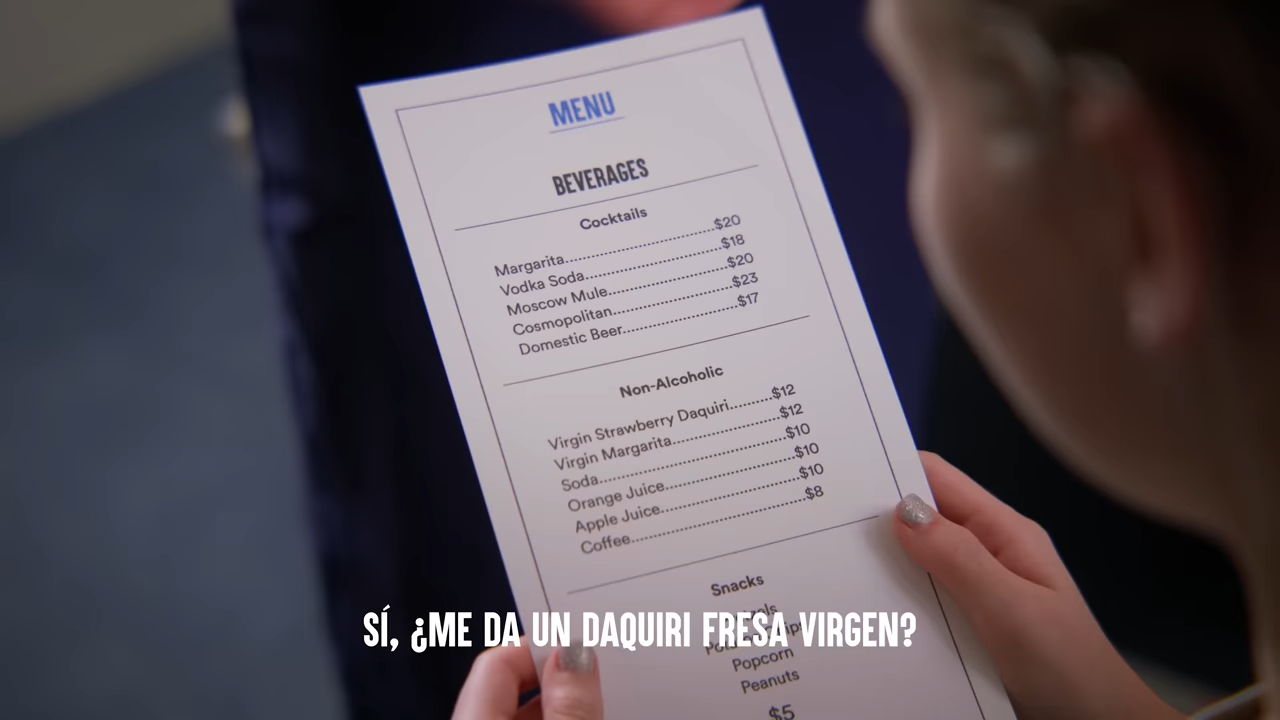 MENU
BEVERAGES
Cocktails
Margarita....................................$20
Vodka Soda.................................$18
Moscow Mule.............................$20
Cosmopolitan.............................$23
Domestic Beer............................$17
Non-Alcoholic
Virgin Strawberry Daquiri.........$12
Virgin Margarita..........................$12
Soda............................................$10
Orange Juice...............................$10
Apple Juice.................................$10
Coffee..........................................$8
Snacks
SÍ, ¿ME DA UN DAQUIRI FRESA VIRGEN?
Popcorn
Peanuts
$5